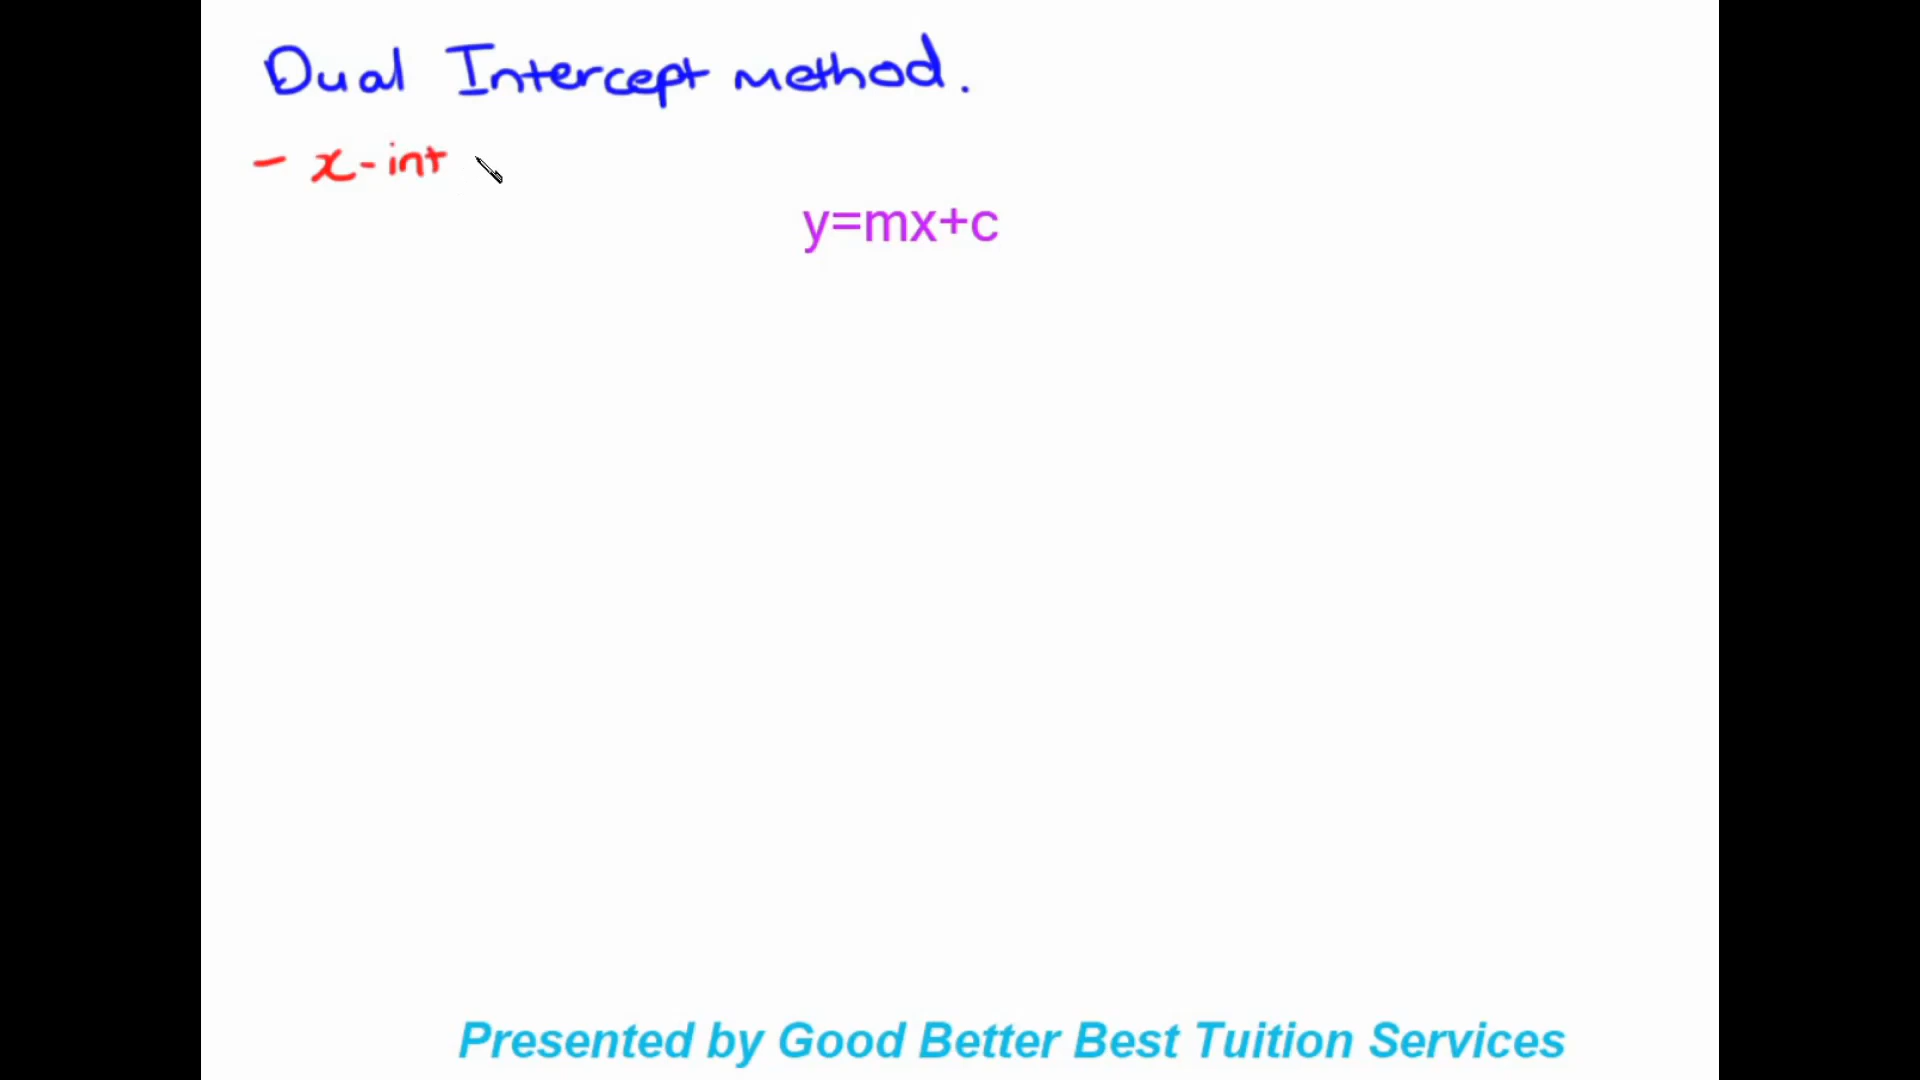 Dual Intercept method.
- x-int
y=mx+c
Presented by Good Better Best Tuition Services